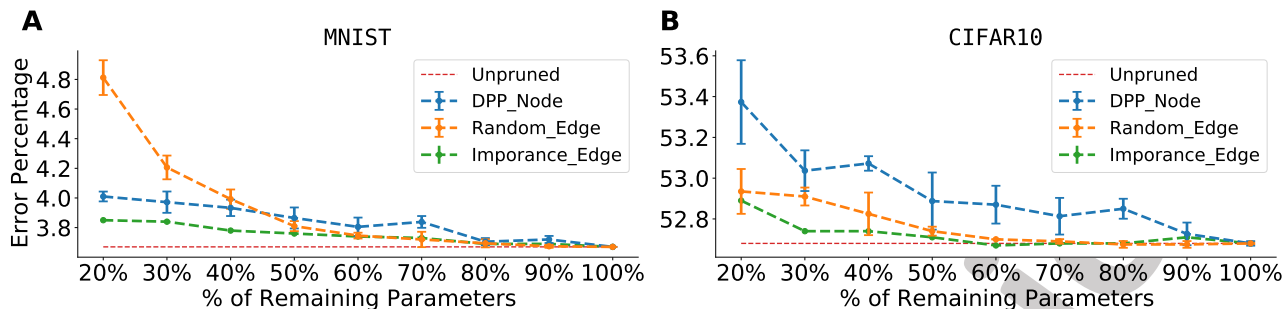 A
MNIST
Error Percentage
4.8
4.6
4.4
4.2
4.0
3.8
Unpruned
DPP_Node
Random_Edge
Imporance_Edge
20% 30% 40% 50% 60% 70% 80% 90% 100%
% of Remaining Parameters
B
CIFAR10
53.6
53.4
53.2
53.0
52.8
Unpruned
DPP_Node
Random_Edge
Imporance_Edge
20% 30% 40% 50% 60% 70% 80% 90% 100%
% of Remaining Parameters